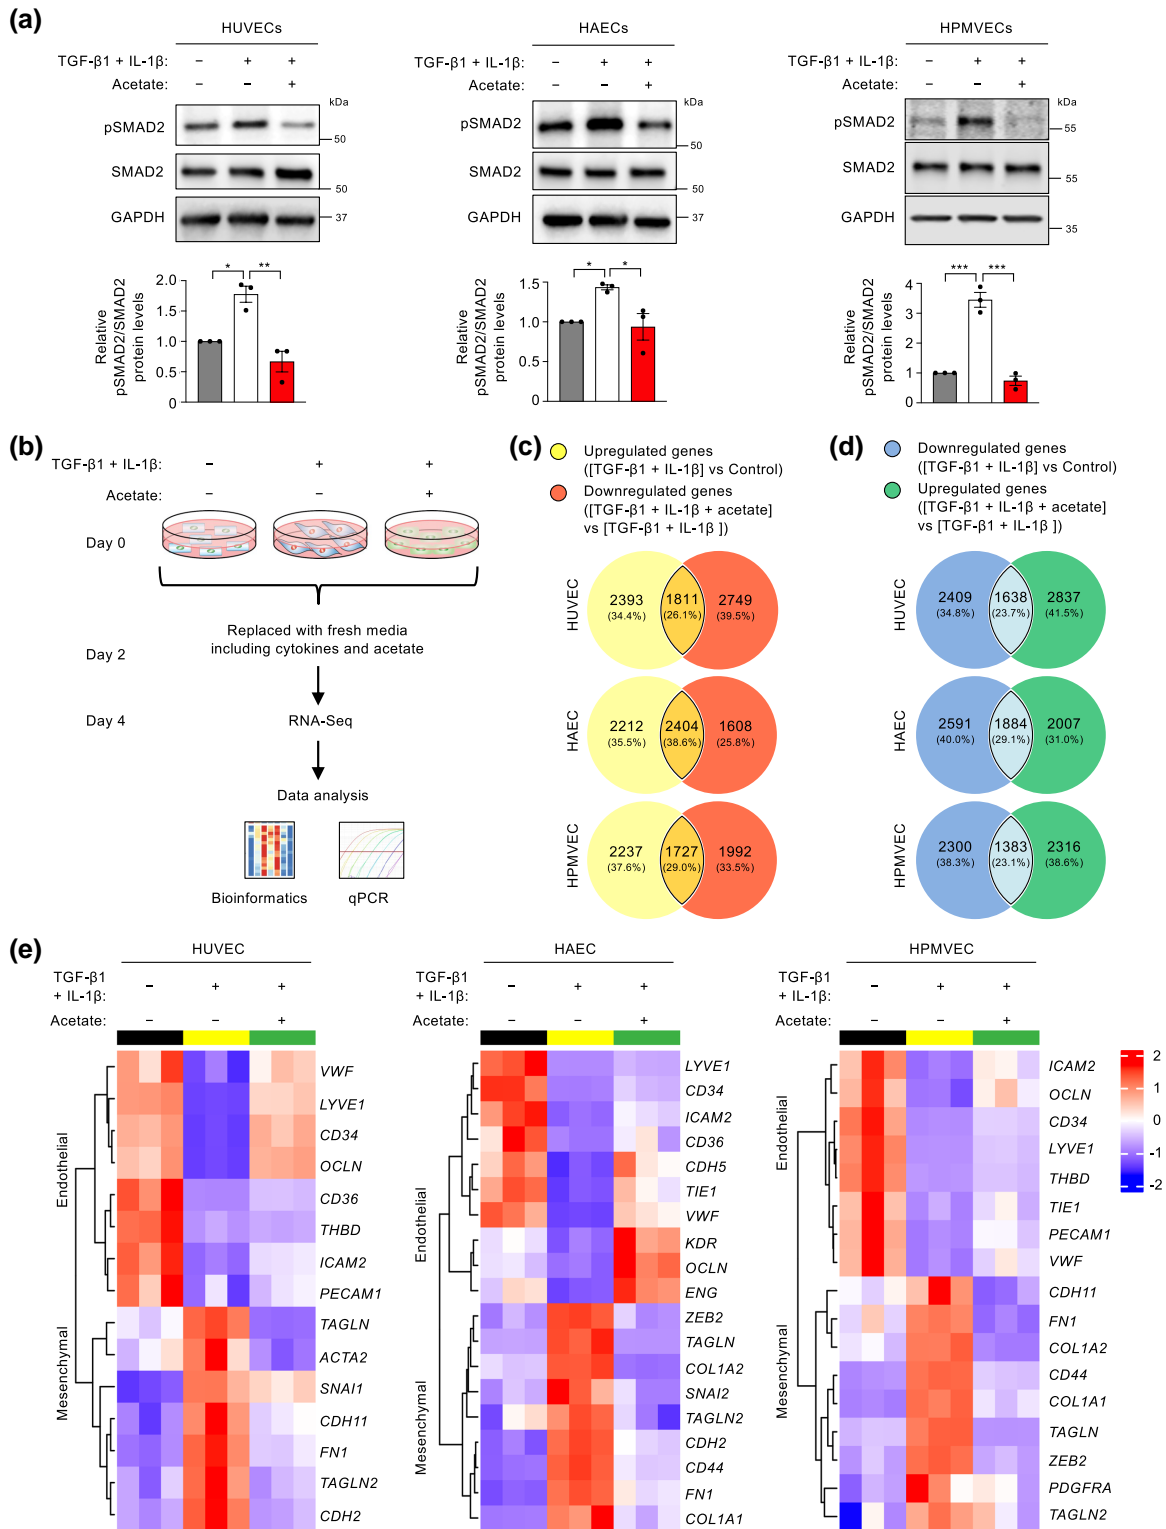 (a)
HUVECs
TGF-β1 + IL-1β: – + +
Acetate: – – +
kDa
pSMAD2
50
SMAD2
50
GAPDH
37
* **
Relative
pSMAD2/SMAD2
protein levels
2.0
1.5
1.0
0.5
0
HAECs
TGF-β1 + IL-1β: – + +
Acetate: – – +
kDa
pSMAD2
50
SMAD2
50
GAPDH
37
* *
Relative
pSMAD2/SMAD2
protein levels
1.5
1.0
0.5
HPMVECs
TGF-β1 + IL-1β: – + +
Acetate: – – +
kDa
pSMAD2
55
SMAD2
55
GAPDH
35
*** ***
Relative
pSMAD2/SMAD2
protein levels
4
3
2
1
0
(b)
TGF-β1 + IL-1β: – + +
Acetate: – – +
Day 0
Replaced with fresh media
including cytokines and acetate
Day 2
Day 4
RNA-Seq
Data analysis
Bioinformatics
qPCR
(c)
Upregulated genes
([TGF-β1 + IL-1β] vs Control)
Downregulated genes
([TGF-β1 + IL-1β + acetate]
vs [TGF-β1 + IL-1β ])
HUVEC
2393 1811 2749
(34.4%) (26.1%) (39.5%)
HAEC
2212 2404 1608
(35.5%) (38.6%) (25.8%)
HPMVEC
2237 1727 1992
(37.6%) (29.0%) (33.5%)
(d)
Downregulated genes
([TGF-β1 + IL-1β] vs Control)
Upregulated genes
([TGF-β1 + IL-1β + acetate]
vs [TGF-β1 + IL-1β ])
HUVEC
2409 1638 2837
(34.8%) (23.7%) (41.5%)
HAEC
2591 1884 2007
(40.0%) (29.1%) (31.0%)
HPMVEC
2300 1383 2316
(38.3%) (23.1%) (38.6%)
(e)
HUVEC
TGF-β1
+ IL-1β: – + +
Acetate: – – +
Endothelial
Mesenchymal
VWF
LYVE1
CD34
OCLN
CD36
THBD
ICAM2
PECAM1
TAGLN
ACTA2
SNAI1
CDH11
FN1
TAGLN2
CDH2
HAEC
TGF-β1
+ IL-1β: – + +
Acetate: – – +
Endothelial
Mesenchymal
LYVE1
CD34
ICAM2
CD36
CDH5
TIE1
VWF
KDR
OCLN
ENG
ZEB2
TAGLN
COL1A2
SNAI2
TAGLN2
CDH2
CD44
FN1
COL1A1
HPMVEC
TGF-β1
+ IL-1β: – + +
Acetate: – – +
Endothelial
Mesenchymal
ICAM2
OCLN
CD34
LYVE1
THBD
TIE1
PECAM1
VWF
CDH11
FN1
COL1A2
CD44
COL1A1
TAGLN
ZEB2
PDGFRA
TAGLN2
2
1
0
-1
-2